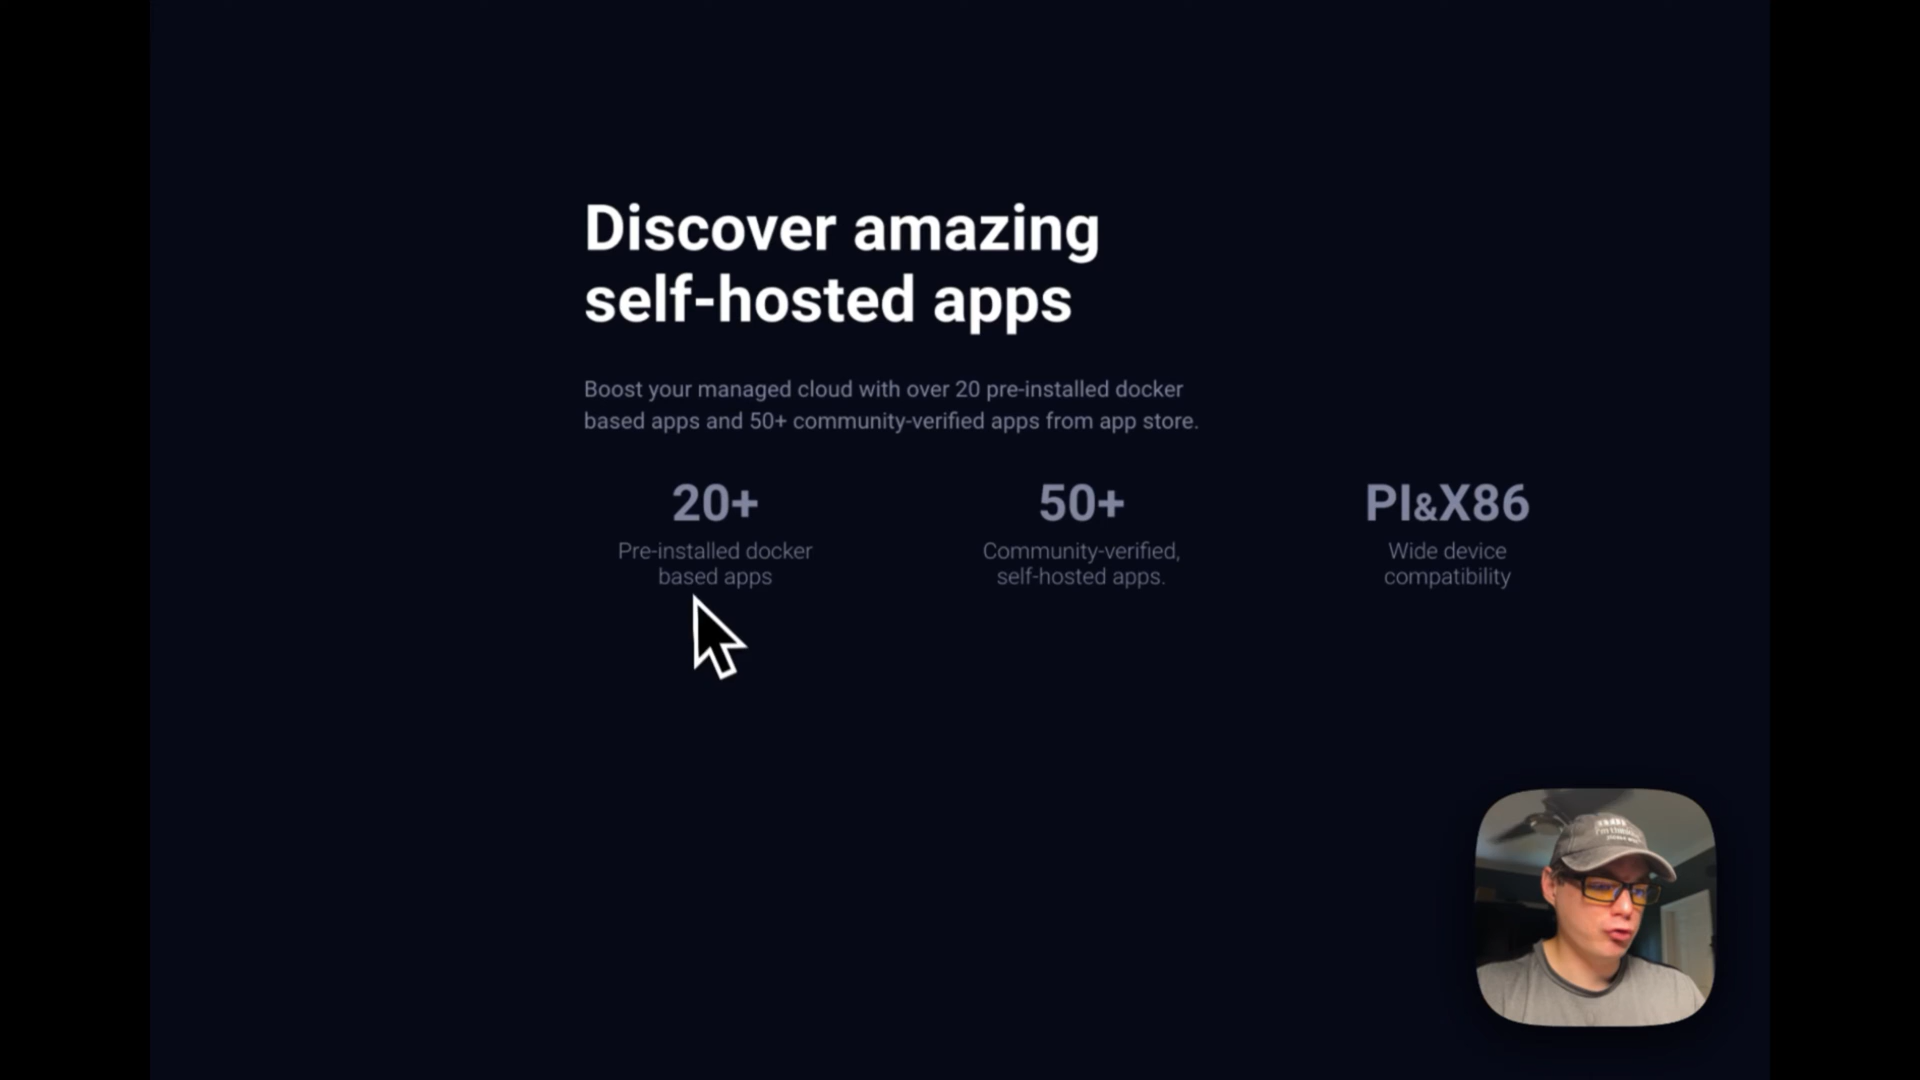 Discover amazing
self-hosted apps
Boost your managed cloud with over 20 pre-installed docker
based apps and 50+ community-verified apps from app store.
20+
Pre-installed docker
based apps
50+
Community-verified,
self-hosted apps.
PI&X86
Wide device
compatibility